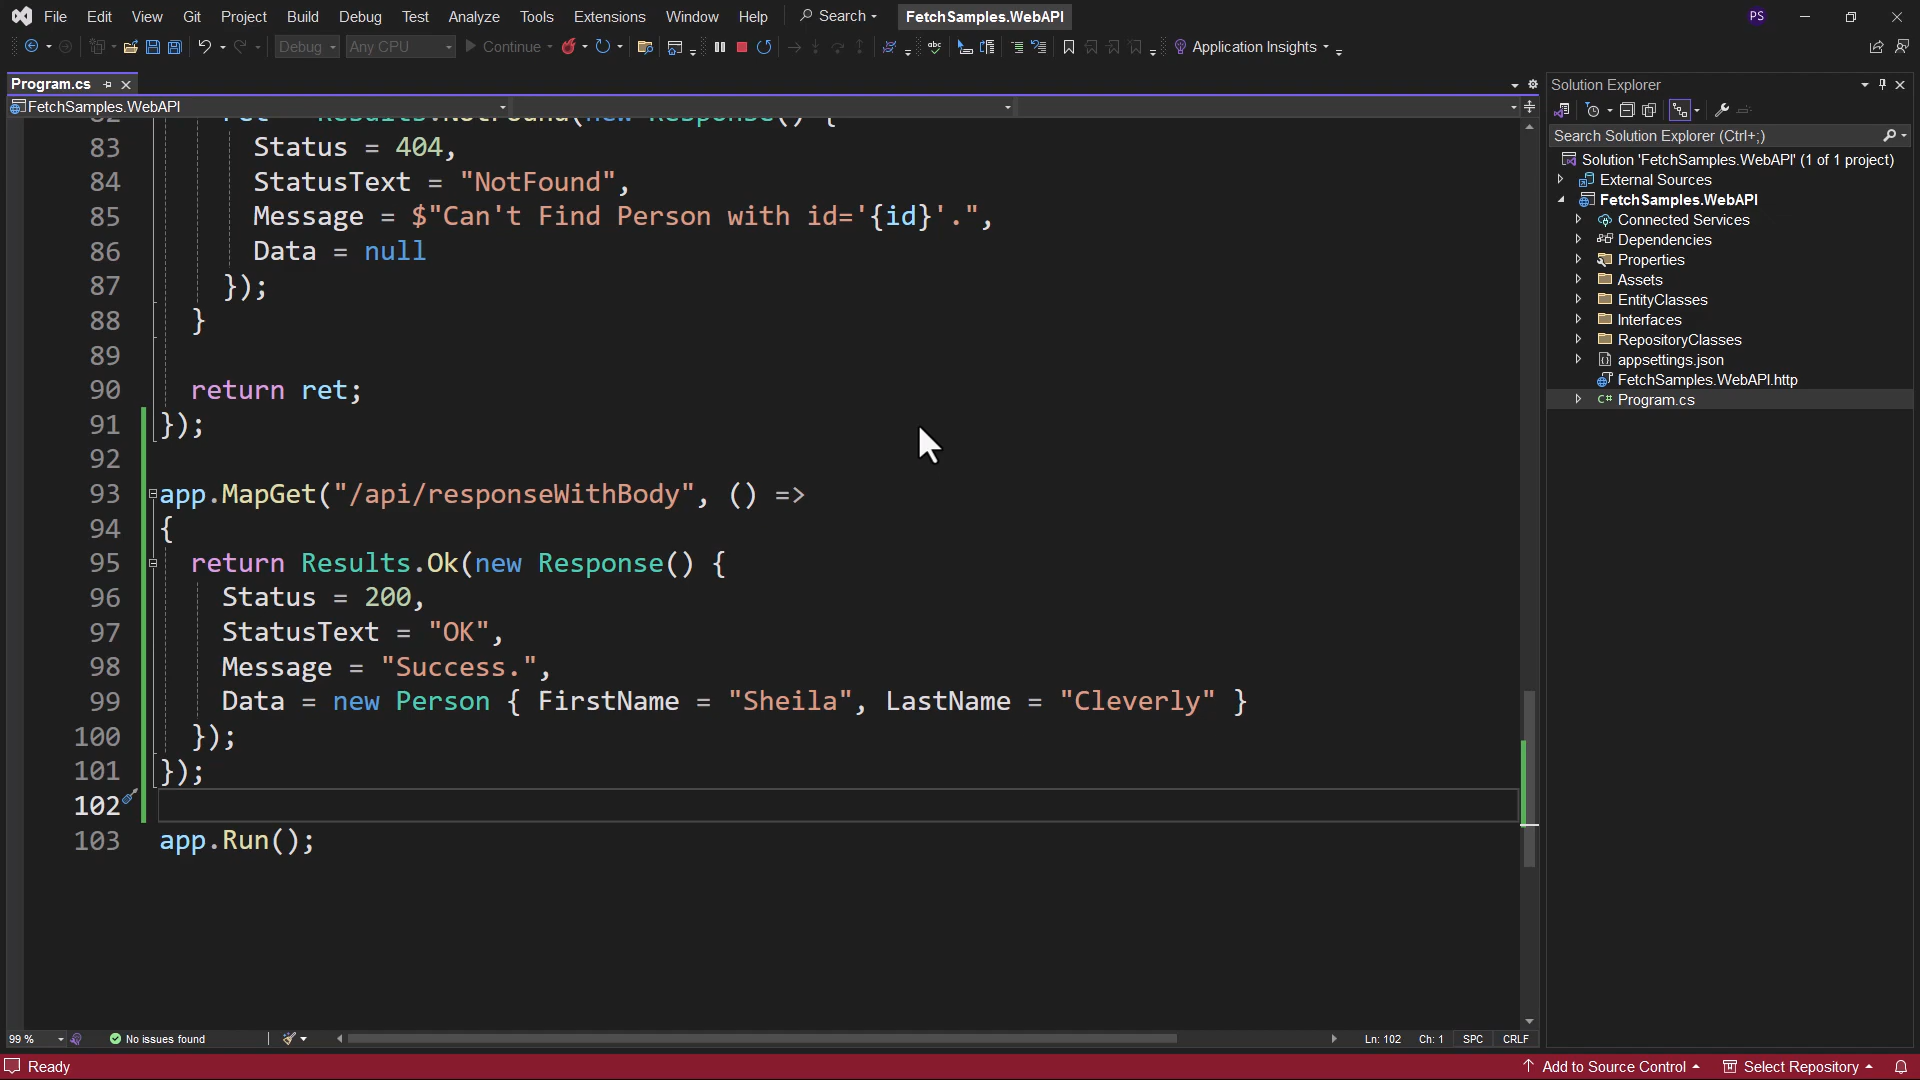 File Edit View Git Project Build Debug Test Analyze Tools Extensions Window Help Search FetchSamples.WebAPI PS
Debug Any CPU Continue Application Insights
Program.cs
FetchSamples.WebAPI
83 Status = 404,
84 StatusText = "NotFound",
85 Message = $"Can't Find Person with id='{id}'.",
86 Data = null
87 });
88 }
89
90 return ret;
91 });
92
93 app.MapGet("/api/responseWithBody", () =>
94 {
95 return Results.Ok(new Response() {
96 Status = 200,
97 StatusText = "OK",
98 Message = "Success.",
99 Data = new Person { FirstName = "Sheila", LastName = "Cleverly" }
100 });
101 });
102
103 app.Run();
99 % No issues found Ln: 102 Ch: 1 SPC CRLF
Solution Explorer
Search Solution Explorer (Ctrl+;)
Solution 'FetchSamples.WebAPI' (1 of 1 project)
External Sources
FetchSamples.WebAPI
Connected Services
Dependencies
Properties
Assets
EntityClasses
Interfaces
RepositoryClasses
appsettings.json
FetchSamples.WebAPI.http
C# Program.cs
Ready Add to Source Control Select Repository